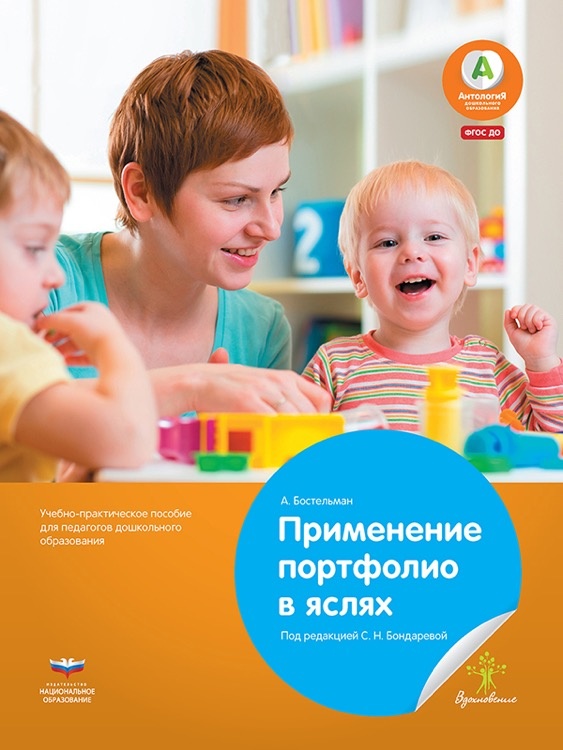 А
АнтологиЯ
ДОШКОЛЬНОГО
ОБРАЗОВАНИЯ
ФГОС ДО
2
А. Бостельман
Применение
портфолио
в яслях
Под редакцией С. Н. Бондаревой
Учебно-практическое пособие
для педагогов дошкольного
образования
ИЗДАТЕЛЬСТВО
НАЦИОНАЛЬНОЕ
ОБРАЗОВАНИЕ
Вдохновение